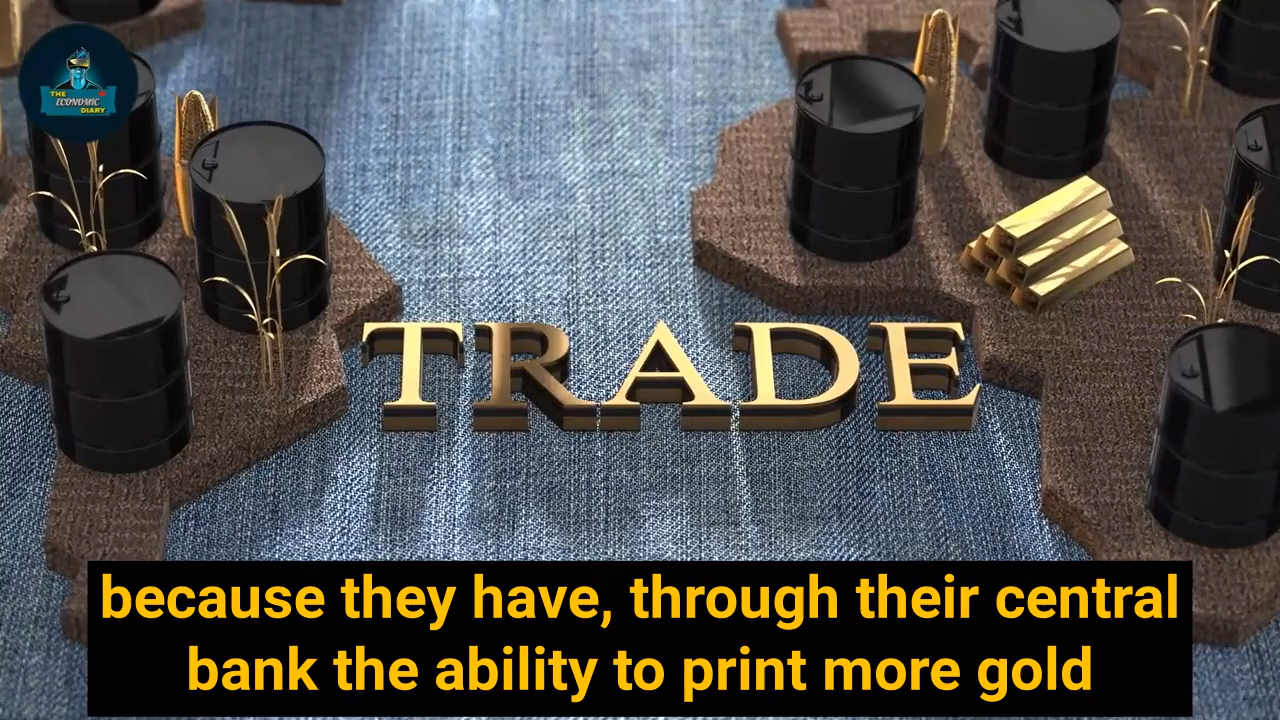 THE
ECONOMIC
DIARY
TRADE
because they have, through their central
bank the ability to print more gold